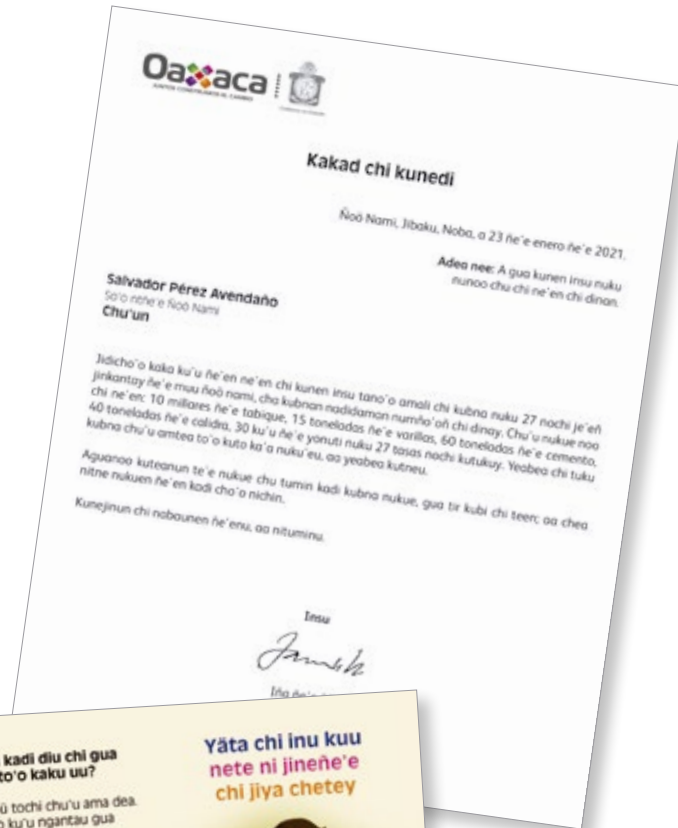 Oaxaca
Kakad chi kunedi
Ñoò Nami, Jibaku, Noba, a 23 ñe´e enero ñe´e 2021.
Adea nee: A gua kunen insu nuku
nunoo chu chi ne´en chi dinan.
Salvador Pérez Avendaño
So´o nthe´e Ñoò Nami
Chu'un
Jidicho´o kaka ku´u ñe´en ne´en chi kunen insu tano´o amali chi kubna nuku 27 nochi je´eñ
jinkantay ñe´e muu ñoò nami, cha kubnan nadidaman numña´oñ chi dinay. Chu´u nukue noo
chi ne´en: 10 millares ñe´e tabique, 15 toneladas ñe´e varillas, 60 toneladas ñe´e cemento,
40 toneladas ñe´e calidra, 30 ku´u ñe´e yonuti nuku 27 tasas nochi kutukuy. Yeabea chi tuku
kubna chu´u amtea to´o kuto ka´a nuku´eu, aa yeabea kutneu.
Aguanaa kuteanun te´e nukue chu tumin kadi kubna nukue, gua tir kubi chi teen; aa chea
nitne nukuen ñe´en kadi cha´o nichin.
Kunejinun chi nabaunen ñe´enu, aa nituminu.
Insu
kadi diu chi gua
to'o kaku uu?
tochi chu'u ama dea.
ku'u ngantau gua
Yäta chi inu kuu
nete ni jineñe'e
chi jiya chetey